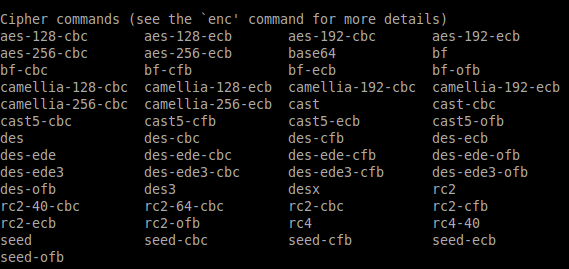 Cipher commands (see the `enc' command for more details)
aes-128-cbc aes-128-ecb aes-192-cbc aes-192-ecb
aes-256-cbc aes-256-ecb base64 bf
bf-cbc bf-cfb bf-ecb bf-ofb
camellia-128-cbc camellia-128-ecb camellia-192-cbc camellia-192-ecb
camellia-256-cbc camellia-256-ecb cast cast-cbc
cast5-cbc cast5-cfb cast5-ecb cast5-ofb
des des-cbc des-cfb des-ecb
des-ede des-ede-cbc des-ede-cfb des-ede-ofb
des-ede3 des-ede3-cbc des-ede3-cfb des-ede3-ofb
des-ofb des3 desx rc2
rc2-40-cbc rc2-64-cbc rc2-cbc rc2-cfb
rc2-ecb rc2-ofb rc4 rc4-40
seed seed-cbc seed-cfb seed-ecb
seed-ofb